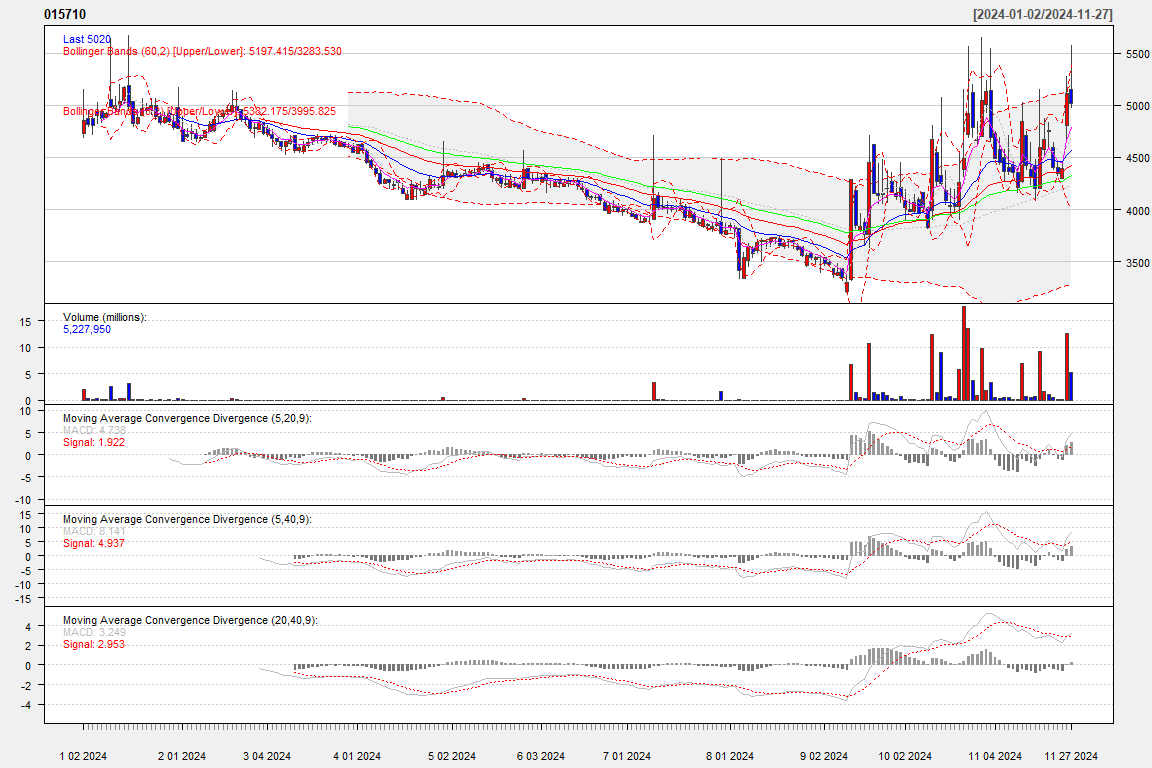 015710
[2024-01-02/2024-11-27]
Last 5020
Bollinger Bands (60,2) [Upper/Lower]: 5197.415/3283.530
[Upper/Lower]: 5382.175/3995.825
5500
5000
4500
4000
3500
Volume (millions):
5,227,950
15
10
5
0
Moving Average Convergence Divergence (5,20,9):
MACD: 4.738
Signal: 1.922
10
5
0
-5
-10
Moving Average Convergence Divergence (5,40,9):
MACD: 8.141
Signal: 4.937
15
10
5
0
-5
-10
-15
Moving Average Convergence Divergence (20,40,9):
MACD: 3.249
Signal: 2.953
4
2
0
-2
-4
1 02 2024
2 01 2024
3 04 2024
4 01 2024
5 02 2024
6 03 2024
7 01 2024
8 01 2024
9 02 2024
10 02 2024
11 04 2024
11 27 2024